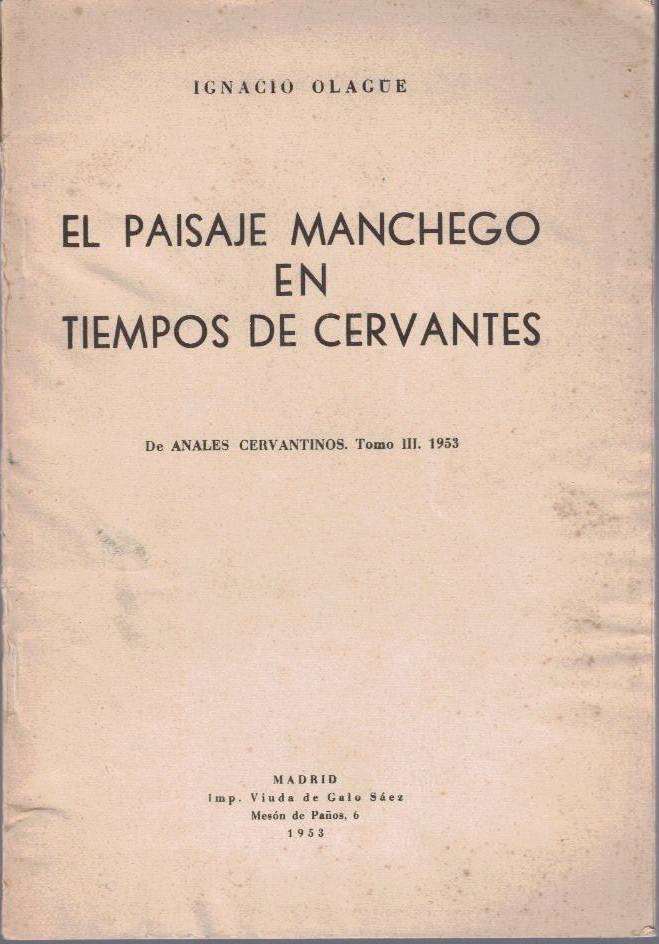 IGNACIO OLAGÜE
EL PAISAJE MANCHEGO
EN
TIEMPOS DE CERVANTES
De ANALES CERVANTINOS. Tomo III. 1953
MADRID
Imp. Viuda de Galo Sáez
Mesón de Paños, 6
1953